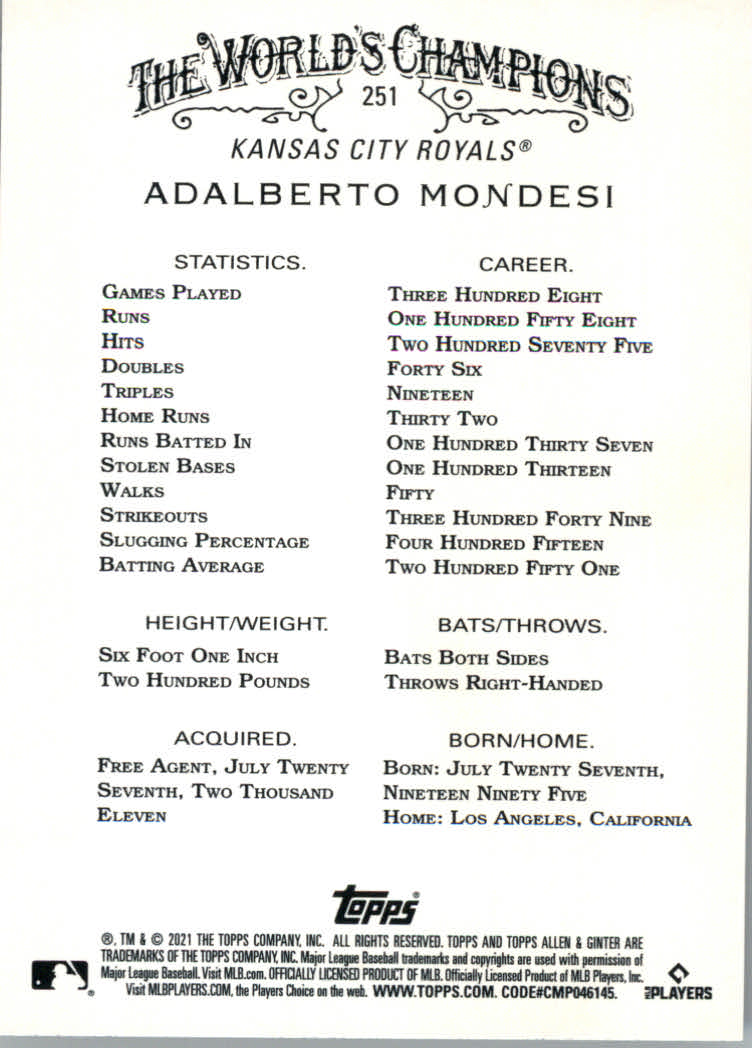 THE WORLD'S CHAMPIONS
251
KANSAS CITY ROYALS®
ADALBERTO MONDESI
STATISTICS. CAREER.
GAMES PLAYED THREE HUNDRED EIGHT
RUNS ONE HUNDRED FIFTY EIGHT
HITS TWO HUNDRED SEVENTY FIVE
DOUBLES FORTY SIX
TRIPLES NINETEEN
HOME RUNS THIRTY TWO
RUNS BATTED IN ONE HUNDRED THIRTY SEVEN
STOLEN BASES ONE HUNDRED THIRTEEN
WALKS FIFTY
STRIKEOUTS THREE HUNDRED FORTY NINE
SLUGGING PERCENTAGE FOUR HUNDRED FIFTEEN
BATTING AVERAGE TWO HUNDRED FIFTY ONE
HEIGHT/WEIGHT.
SIX FOOT ONE INCH
TWO HUNDRED POUNDS
BATS/THROWS.
BATS BOTH SIDES
THROWS RIGHT-HANDED
ACQUIRED.
FREE AGENT, JULY TWENTY
SEVENTH, TWO THOUSAND
ELEVEN
BORN/HOME.
BORN: JULY TWENTY SEVENTH,
NINETEEN NINETY FIVE
HOME: LOS ANGELES, CALIFORNIA
topps®
®, TM & © 2021 THE TOPPS COMPANY, INC. ALL RIGHTS RESERVED. TOPPS AND TOPPS ALLEN & GINTER ARE
TRADEMARKS OF THE TOPPS COMPANY, INC. Major League Baseball trademarks and copyrights are used with permission of
Major League Baseball. Visit MLB.com. OFFICIALLY LICENSED PRODUCT OF MLB. Officially Licensed Product of MLB Players, Inc.
Visit MLBPLAYERS.COM, the Players Choice on the web. WWW.TOPPS.COM. CODE#CMP046145.
®
MLB PLAYERS